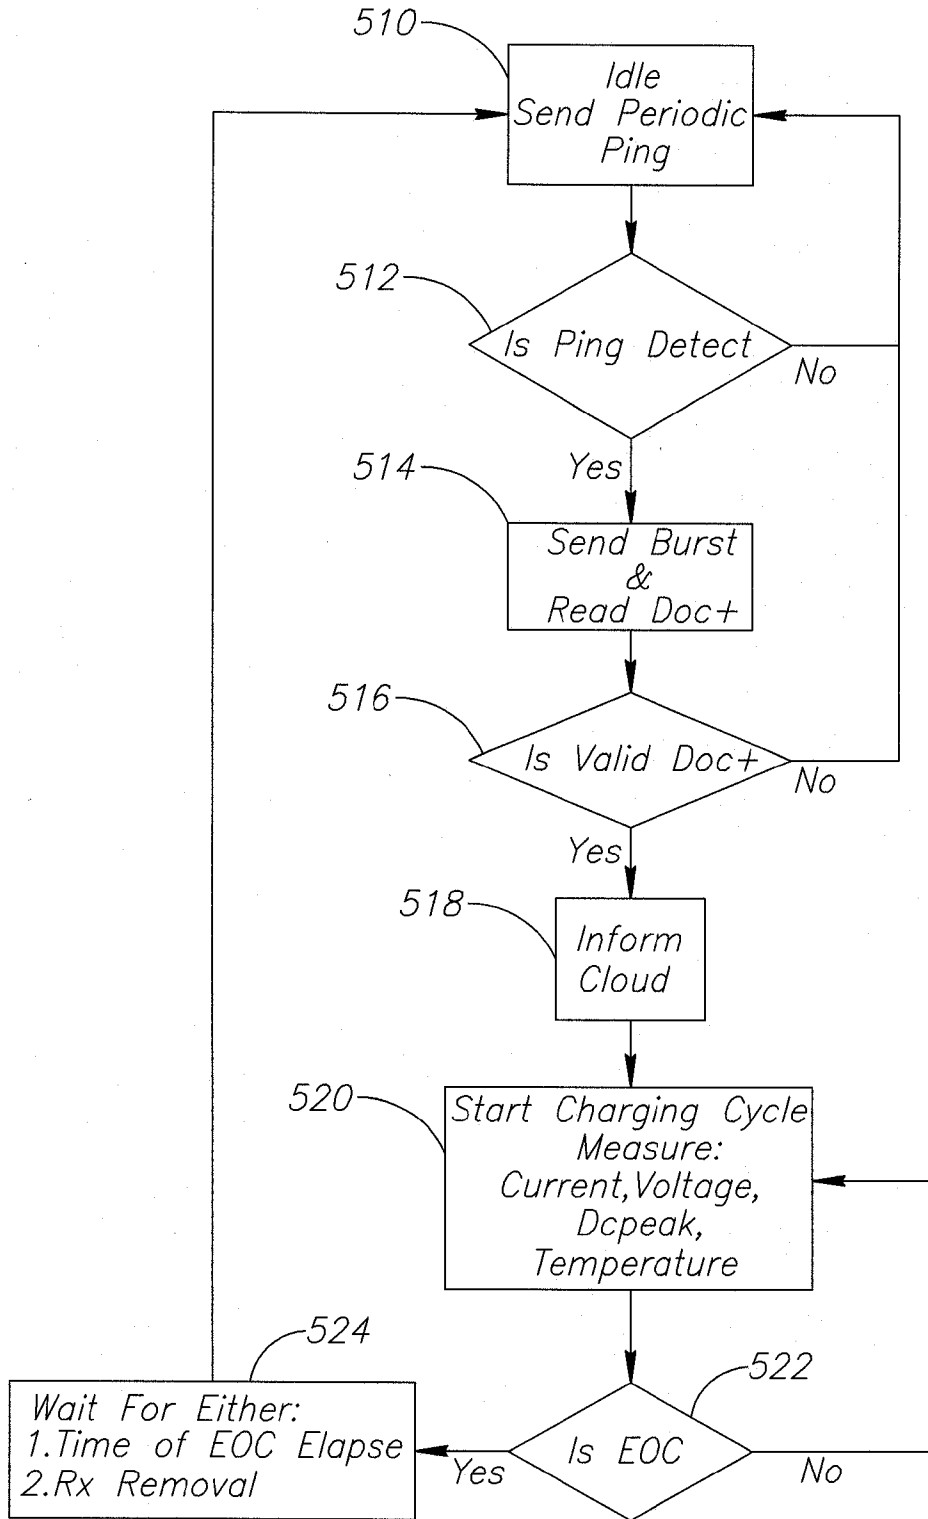 510
Idle
Send Periodic
Ping
512
Is Ping Detect
No
Yes
514
Send Burst
&
Read Doc+
516
Is Valid Doc+
No
Yes
518
Inform
Cloud
520
Start Charging Cycle
Measure:
Current,Voltage,
Dcpeak,
Temperature
524
522
Wait For Either:
1.Time of EOC Elapse
2.Rx Removal
Yes
Is EOC
No